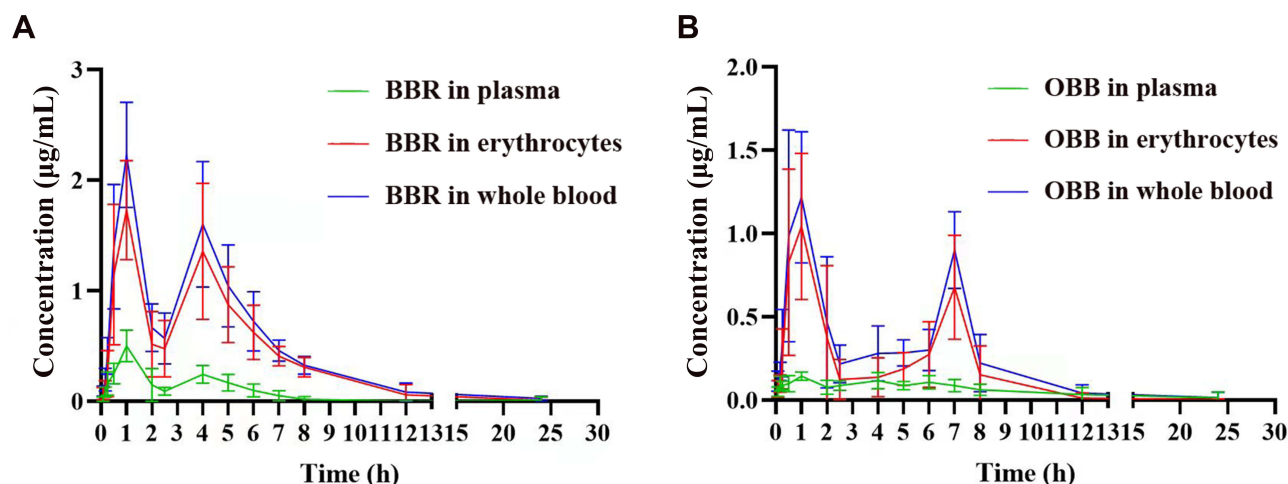 A
Concentration (µg/mL)
3
2
1
0
BBR in plasma
BBR in erythrocytes
BBR in whole blood
0 1 2 3 4 5 6 7 8 9 10 11 12 13 15 20 25 30
Time (h)
B
Concentration (µg/mL)
2.0
1.5
1.0
0.5
0.0
OBB in plasma
OBB in erythrocytes
OBB in whole blood
0 1 2 3 4 5 6 7 8 9 10 11 12 13 15 20 25 30
Time (h)